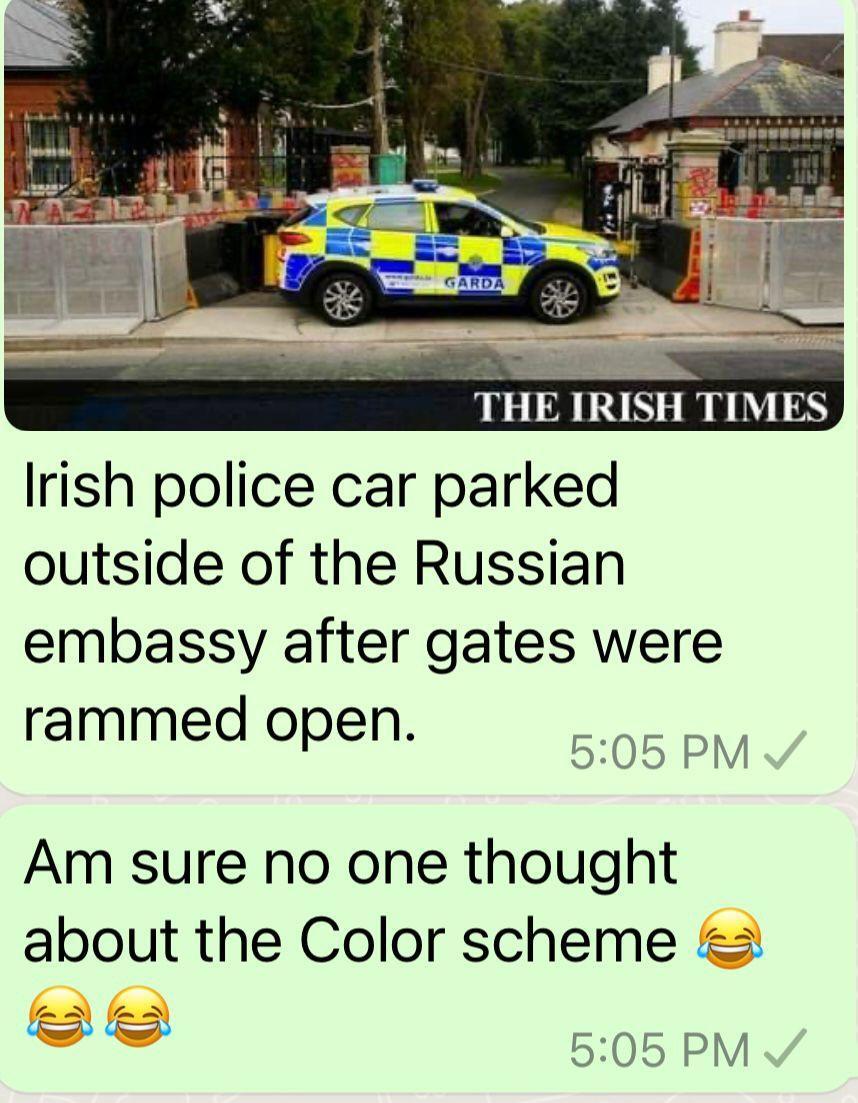 GARDA
THE IRISH TIMES
Irish police car parked
outside of the Russian
embassy after gates were
rammed open.
5:05 PM
Am sure no one thought
about the Color scheme 😂
😂😂
5:05 PM